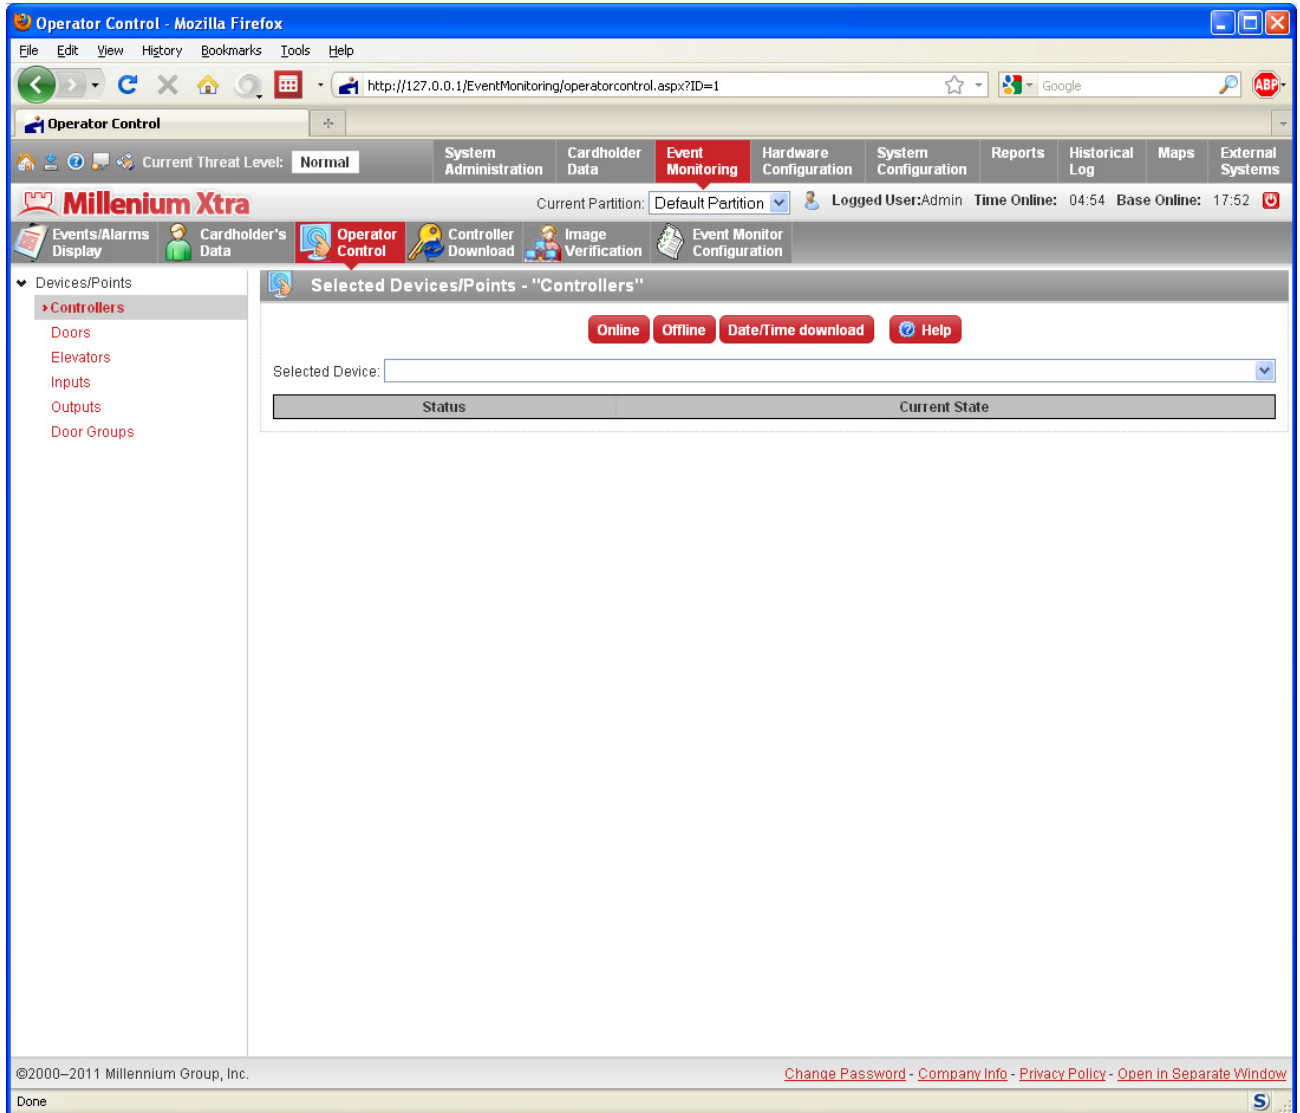 Operator Control - Mozilla Firefox
File Edit View History Bookmarks Tools Help
http://127.0.0.1/EventMonitoring/operatorcontrol.aspx?ID=1
Google
ABP
Operator Control
Current Threat Level: Normal
System Administration
Cardholder Data
Event Monitoring
Hardware Configuration
System Configuration
Reports
Historical Log
Maps
External Systems
Millenium Xtra
Current Partition: Default Partition
Logged User:Admin Time Online: 04:54 Base Online: 17:52
Events/Alarms Display
Cardholder's Data
Operator Control
Controller Download
Image Verification
Event Monitor Configuration
Devices/Points
Controllers
Doors
Elevators
Inputs
Outputs
Door Groups
Selected Devices/Points - "Controllers"
Online Offline Date/Time download Help
Selected Device:
Status Current State
©2000–2011 Millennium Group, Inc.
Change Password - Company Info - Privacy Policy - Open in Separate Window
Done
S